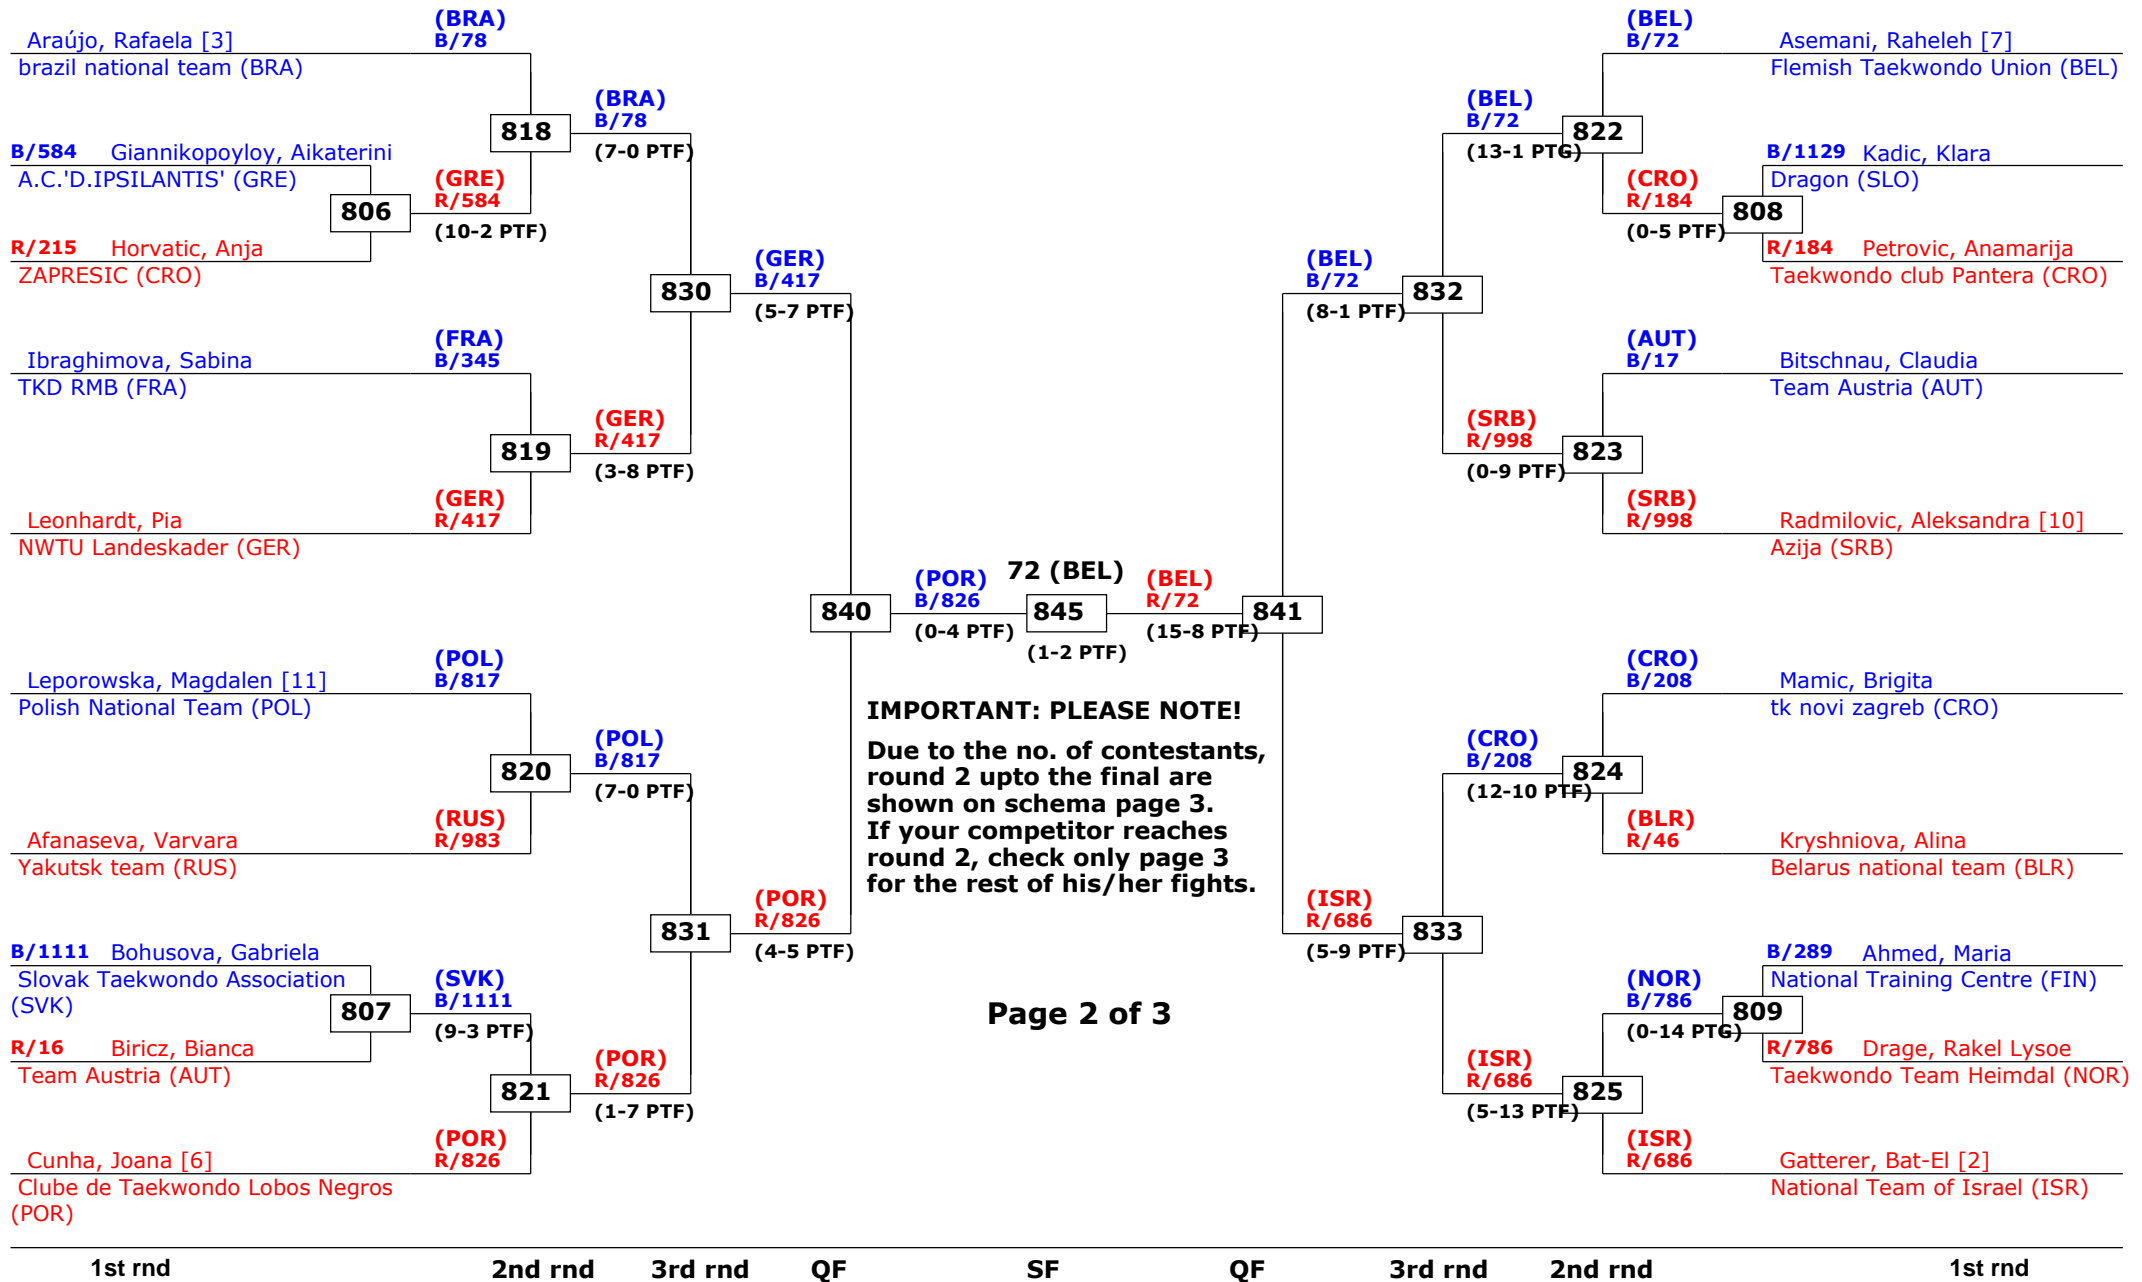 (BRA)
B/78
Araújo, Rafaela [3]
brazil national team (BRA)
(BRA)
B/78
818
(7-0 PTF)
B/584 Giannikopoyloy, Aikaterini
A.C.'D.IPSILANTIS' (GRE)
(GRE)
R/584
806
(10-2 PTF)
R/215 Horvatic, Anja
ZAPRESIC (CRO)
(GER)
B/417
830
(5-7 PTF)
(FRA)
B/345
Ibraghimova, Sabina
TKD RMB (FRA)
(GER)
R/417
819
(3-8 PTF)
(GER)
R/417
Leonhardt, Pia
NWTU Landeskader (GER)
(POR)
B/826
840
(0-4 PTF)
72 (BEL)
845
(1-2 PTF)
(BEL)
R/72
841
(15-8 PTF)
(POL)
B/817
Leporowska, Magdalen [11]
Polish National Team (POL)
(POL)
B/817
820
(7-0 PTF)
(RUS)
R/983
Afanaseva, Varvara
Yakutsk team (RUS)
(POR)
R/826
831
(4-5 PTF)
B/1111 Bohusova, Gabriela
Slovak Taekwondo Association
(SVK)
(SVK)
B/1111
807
(9-3 PTF)
R/16 Biricz, Bianca
Team Austria (AUT)
(POR)
R/826
821
(1-7 PTF)
(POR)
R/826
Cunha, Joana [6]
Clube de Taekwondo Lobos Negros
(POR)
IMPORTANT: PLEASE NOTE!
Due to the no. of contestants,
round 2 upto the final are
shown on schema page 3.
If your competitor reaches
round 2, check only page 3
for the rest of his/her fights.
Page 2 of 3
(BEL)
B/72
Asemani, Raheleh [7]
Flemish Taekwondo Union (BEL)
(BEL)
B/72
822
(13-1 PTG)
B/1129 Kadic, Klara
Dragon (SLO)
(CRO)
R/184
808
(0-5 PTF)
R/184 Petrovic, Anamarija
Taekwondo club Pantera (CRO)
(BEL)
B/72
832
(8-1 PTF)
(AUT)
B/17
Bitschnau, Claudia
Team Austria (AUT)
(SRB)
R/998
823
(0-9 PTF)
(SRB)
R/998
Radmilovic, Aleksandra [10]
Azija (SRB)
(CRO)
B/208
Mamic, Brigita
tk novi zagreb (CRO)
(CRO)
B/208
824
(12-10 PTF)
(BLR)
R/46
Kryshniova, Alina
Belarus national team (BLR)
(ISR)
R/686
833
(5-9 PTF)
B/289 Ahmed, Maria
National Training Centre (FIN)
(NOR)
B/786
809
(0-14 PTG)
R/786 Drage, Rakel Lysoe
Taekwondo Team Heimdal (NOR)
(ISR)
R/686
825
(5-13 PTF)
(ISR)
R/686
Gatterer, Bat-El [2]
National Team of Israel (ISR)
1st rnd 2nd rnd 3rd rnd QF SF QF 3rd rnd 2nd rnd 1st rnd